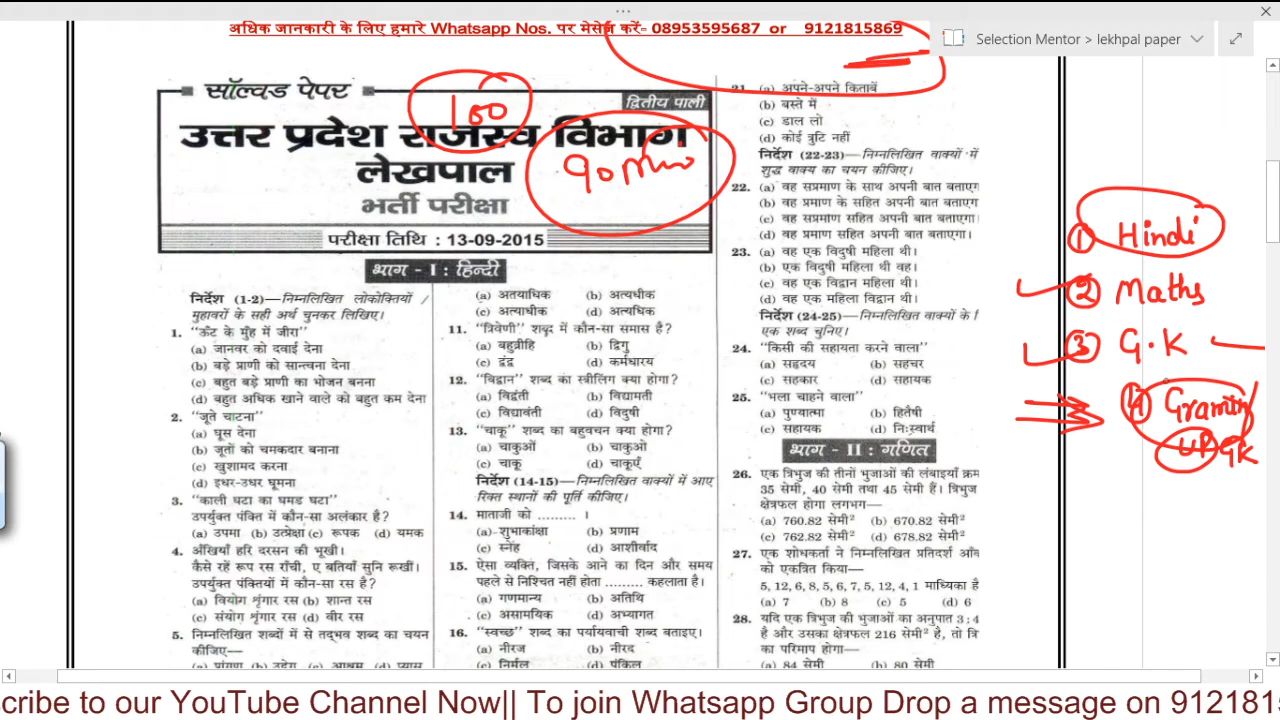 अधिक जानकारी के लिए हमारे Whatsapp Nos. पर मेसेज करें- 08953595687 or 9121815869
Selection Mentor > lekhpal paper
सॉल्वड पेपर
100
द्वितीय पाली
उत्तर प्रदेश राजस्व विभाग
90 min
लेखपाल
भर्ती परीक्षा
परीक्षा तिथि : 13-09-2015
भाग - I : हिन्दी
निर्देश (1-2)—निम्नलिखित लोकोक्तियों /
मुहावरों के सही अर्थ चुनकर लिखिए।
1. "ऊँट के मुँह में जीरा"
(a) जानवर को दवाई देना
(b) बड़े प्राणी को सान्त्वना देना
(c) बहुत बड़े प्राणी का भोजन बनना
(d) बहुत अधिक खाने वाले को बहुत कम देना
2. "जूते चाटना"
(a) घूस देना
(b) जूतों को चमकदार बनाना
(c) खुशामद करना
(d) इधर-उधर घूमना
3. "काली घटा का घमड घटा"
उपर्युक्त पंक्ति में कौन-सा अलंकार है?
(a) उपमा (b) उत्प्रेक्षा (c) रूपक (d) यमक
4. अँखियाँ हरि दरसन की भूखी।
कैसे रहें रूप रस राँची, ए बतियाँ सुनि रूखीं।
उपर्युक्त पंक्तियों में कौन-सा रस है?
(a) वियोग शृंगार रस (b) शान्त रस
(c) संयोग शृंगार रस (d) वीर रस
5. निम्नलिखित शब्दों में से तद्भव शब्द का चयन
कीजिए—
(a) प्रांगण (b) उद्वेग (c) आश्रम (d) प्यास
(a) अतयाधिक (b) अत्यधीक
(c) अत्याधीक (d) अत्यधिक
11. "त्रिवेणी" शब्द में कौन-सा समास है?
(a) बहुव्रीहि (b) द्विगु
(c) द्वंद्व (d) कर्मधारय
12. "विद्वान" शब्द का स्त्रीलिंग क्या होगा?
(a) विद्वंती (b) विद्यामती
(c) विद्यावंती (d) विदुषी
13. "चाकू" शब्द का बहुवचन क्या होगा?
(a) चाकुओं (b) चाकुओ
(c) चाकू (d) चाकूएँ
निर्देश (14-15)—निम्नलिखित वाक्यों में आए
रिक्त स्थानों की पूर्ति कीजिए।
14. माताजी को ......... ।
(a) शुभाकांक्षा (b) प्रणाम
(c) स्नेह (d) आशीर्वाद
15. ऐसा व्यक्ति, जिसके आने का दिन और समय
पहले से निश्चित नहीं होता ......... कहलाता है।
(a) गणमान्य (b) अतिथि
(c) असामयिक (d) अभ्यागत
16. "स्वच्छ" शब्द का पर्यायवाची शब्द बताइए।
(a) नीरज (b) नीरद
(c) निर्मल (d) पंकिल
21. (a) अपने-अपने किताबें
(b) बस्ते में
(c) डाल लो
(d) कोई त्रुटि नहीं
निर्देश (22-23)—निम्नलिखित वाक्यों में
शुद्ध वाक्य का चयन कीजिए।
22. (a) वह सप्रमाण के साथ अपनी बात बताएग
(b) वह प्रमाण के सहित अपनी बात बताएग
(c) वह सप्रमाण सहित अपनी बात बताएगा
(d) वह प्रमाण सहित अपनी बात बताएगा।
23. (a) वह एक विदुषी महिला थी।
(b) एक विदुषी महिला थी वह।
(c) वह एक विद्वान महिला थी।
(d) वह एक महिला विद्वान थी।
निर्देश (24-25)—निम्नलिखित वाक्यों के लि
एक शब्द चुनिए।
24. "किसी की सहायता करने वाला"
(a) सहृदय (b) सहचर
(c) सहकार (d) सहायक
25. "भला चाहने वाला"
(a) पुण्यात्मा (b) हितैषी
(c) सहायक (d) निःस्वार्थ
भाग - II : गणित
26. एक त्रिभुज की तीनों भुजाओं की लंबाइयाँ क्रम
35 सेमी, 40 सेमी तथा 45 सेमी हैं। त्रिभुज
क्षेत्रफल होगा लगभग—
(a) 760.82 सेमी² (b) 670.82 सेमी²
(c) 762.82 सेमी² (d) 678.82 सेमी²
27. एक शोधकर्ता ने निम्नलिखित प्रतिदर्श आँव
को एकत्रित किया—
5, 12, 6, 8, 5, 6, 7, 5, 12, 4, 1 माध्यिका है
(a) 7 (b) 8 (c) 5 (d) 6
28. यदि एक त्रिभुज की भुजाओं का अनुपात 3 : 4
है और उसका क्षेत्रफल 216 सेमी² है, तो त्रि
का परिमाप होगा—
(a) 84 सेमी (b) 80 सेमी
① Hindi
② Maths
③ G.K
④ Gramin/
UP GK
cribe to our YouTube Channel Now|| To join Whatsapp Group Drop a message on 9121815